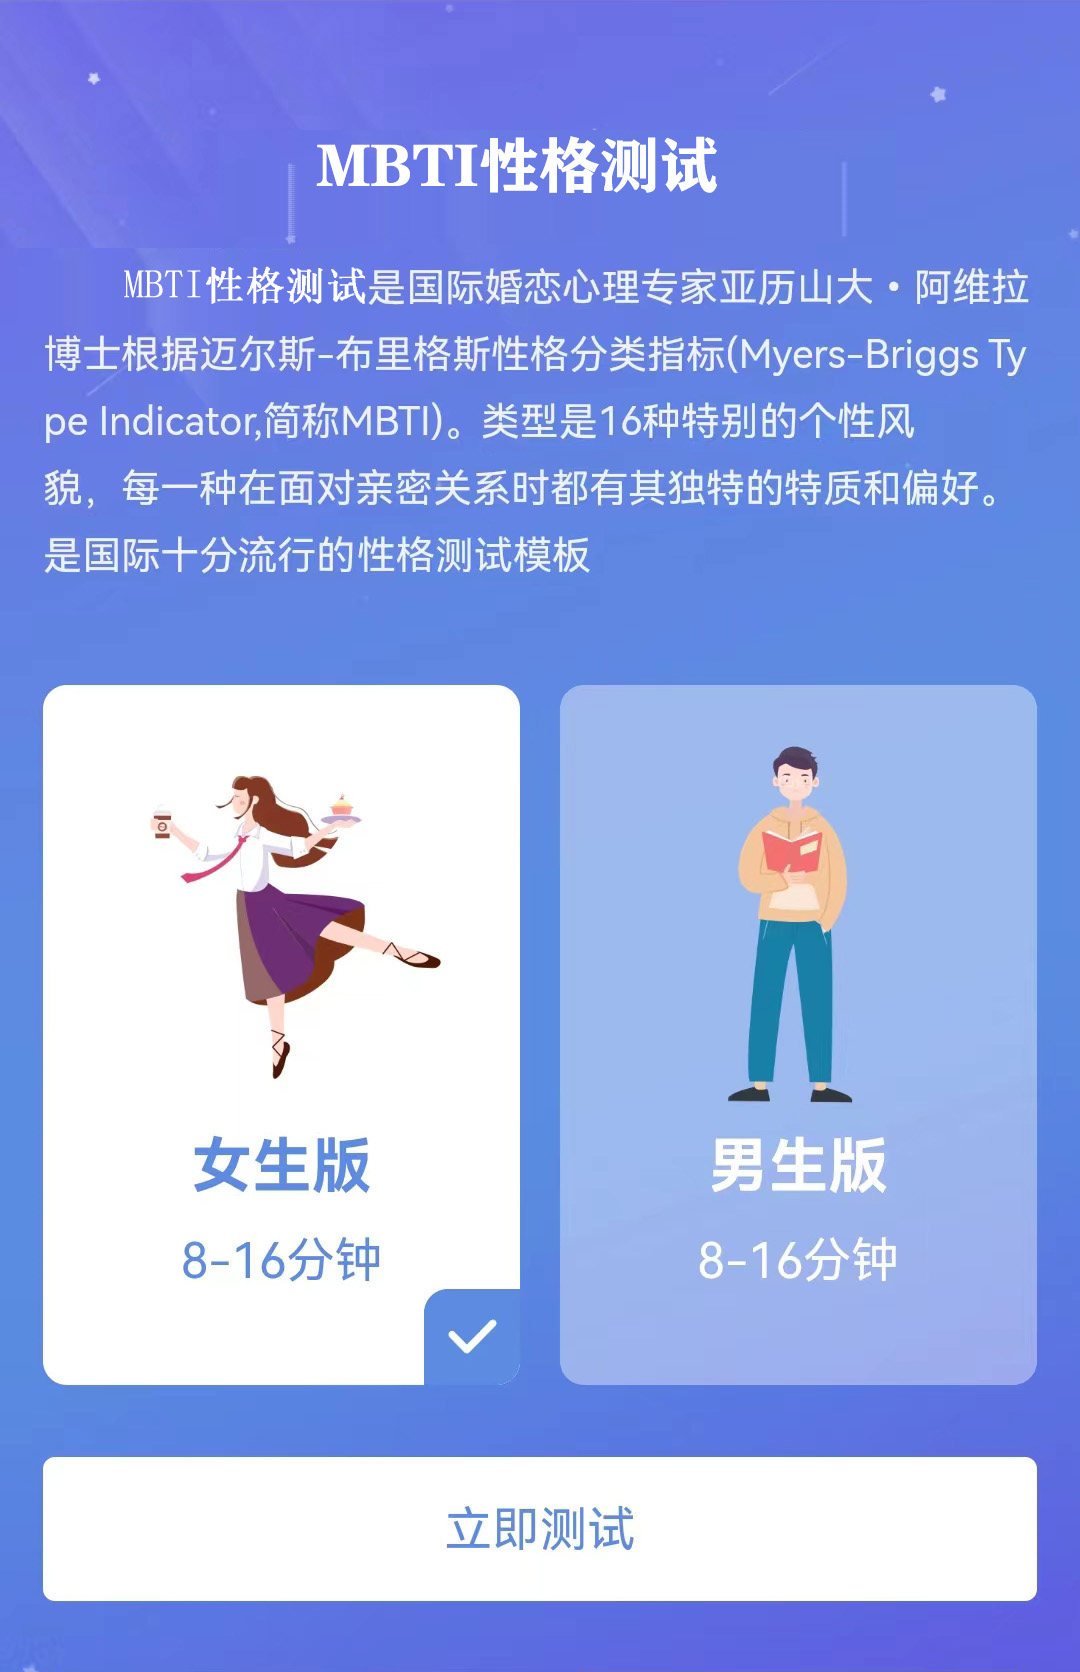 MBTI性格测试
MBTI性格测试是国际婚恋心理专家亚历山大·阿维拉
博士根据迈尔斯-布里格斯性格分类指标(Myers-Briggs Ty
pe Indicator,简称MBTI)。类型是16种特别的个性风
貌，每一种在面对亲密关系时都有其独特的特质和偏好。
是国际十分流行的性格测试模板
女生版
8-16分钟
男生版
8-16分钟
立即测试